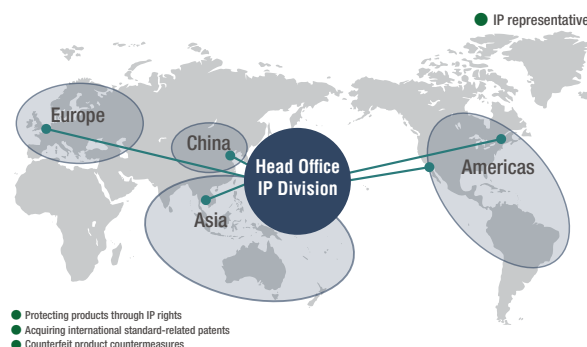 IP representative
Europe
China
Head Office
IP Division
Americas
Asia
Protecting products through IP rights
Acquiring international standard-related patents
Counterfeit product countermeasures